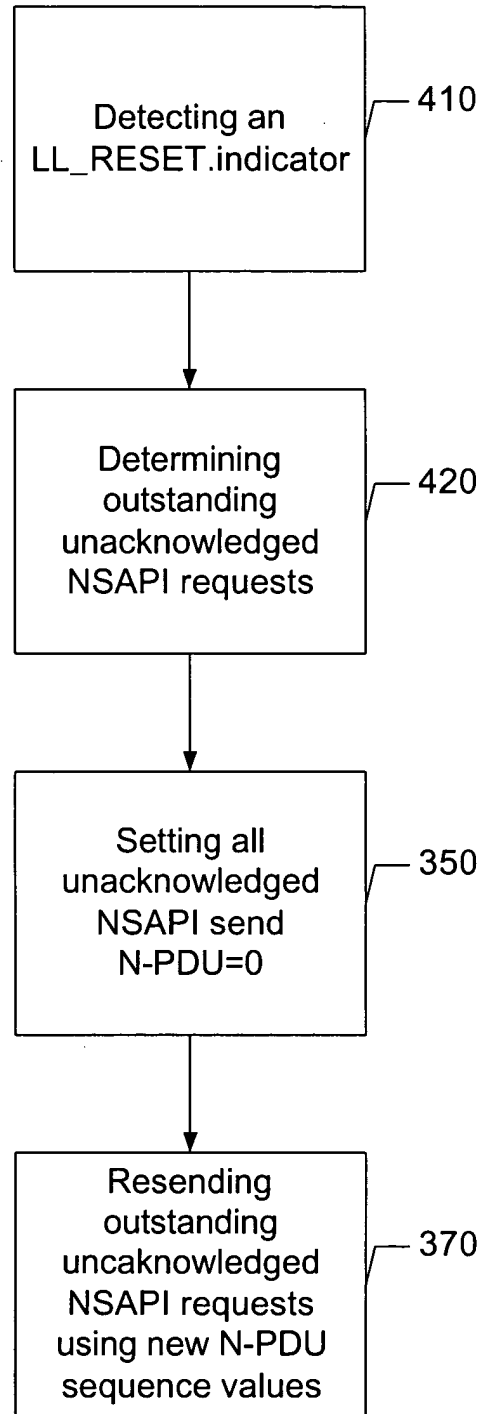 Detecting an
LL_RESET.indicator
410
Determining
outstanding
unacknowledged
NSAPI requests
420
Setting all
unacknowledged
NSAPI send
N-PDU=0
350
Resending
outstanding
uncaknowledged
NSAPI requests
using new N-PDU
sequence values
370